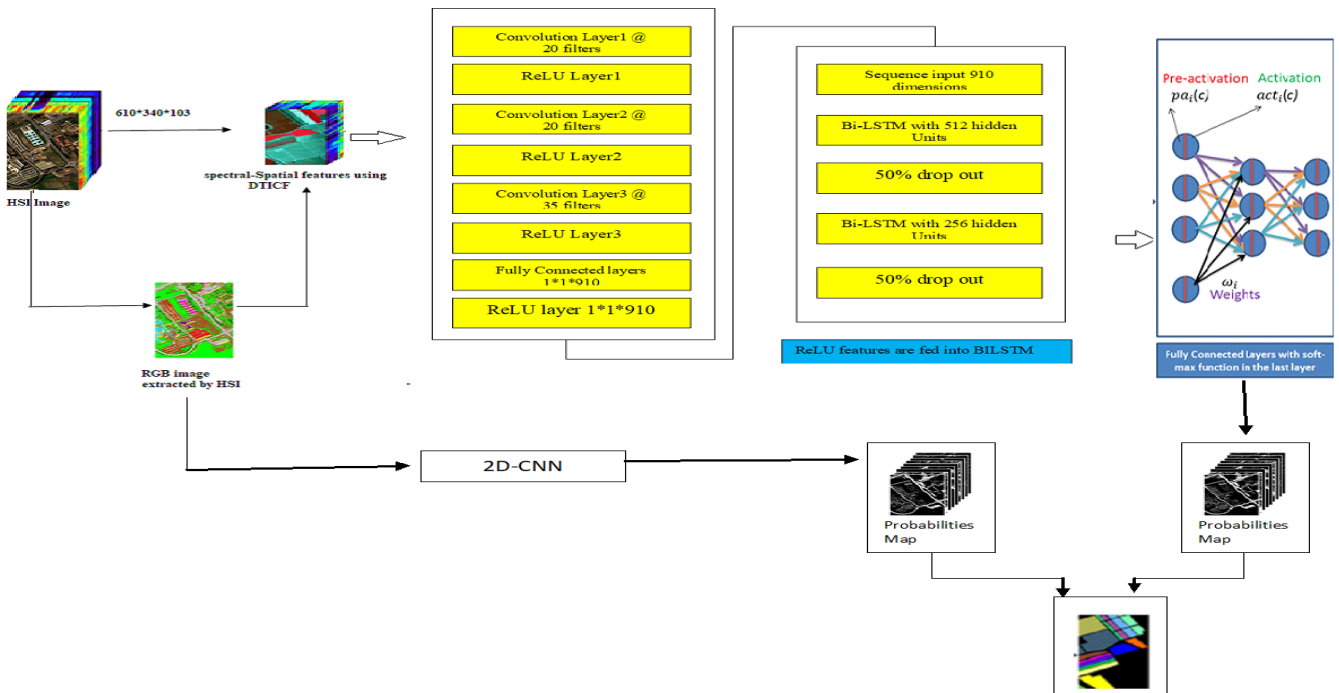 610*340*103
HSI Image
spectral-Spatial features using
DTICF
RGB image
extracted by HSI
Convolution Layer1 @
20 filters
ReLU Layer1
Convolution Layer2 @
20 filters
ReLU Layer2
Convolution Layer3 @
35 filters
ReLU Layer3
Fully Connected layers
1*1*910
ReLU layer 1*1*910
Sequence input 910
dimensions
Bi-LSTM with 512 hidden
Units
50% drop out
Bi-LSTM with 256 hidden
Units
50% drop out
ReLU features are fed into BILSTM
Pre-activation Activation
pa_i(c) act_i(c)
ω_i
Weights
Fully Connected Layers with soft-
max function in the last layer
2D-CNN
Probabilities
Map
Probabilities
Map